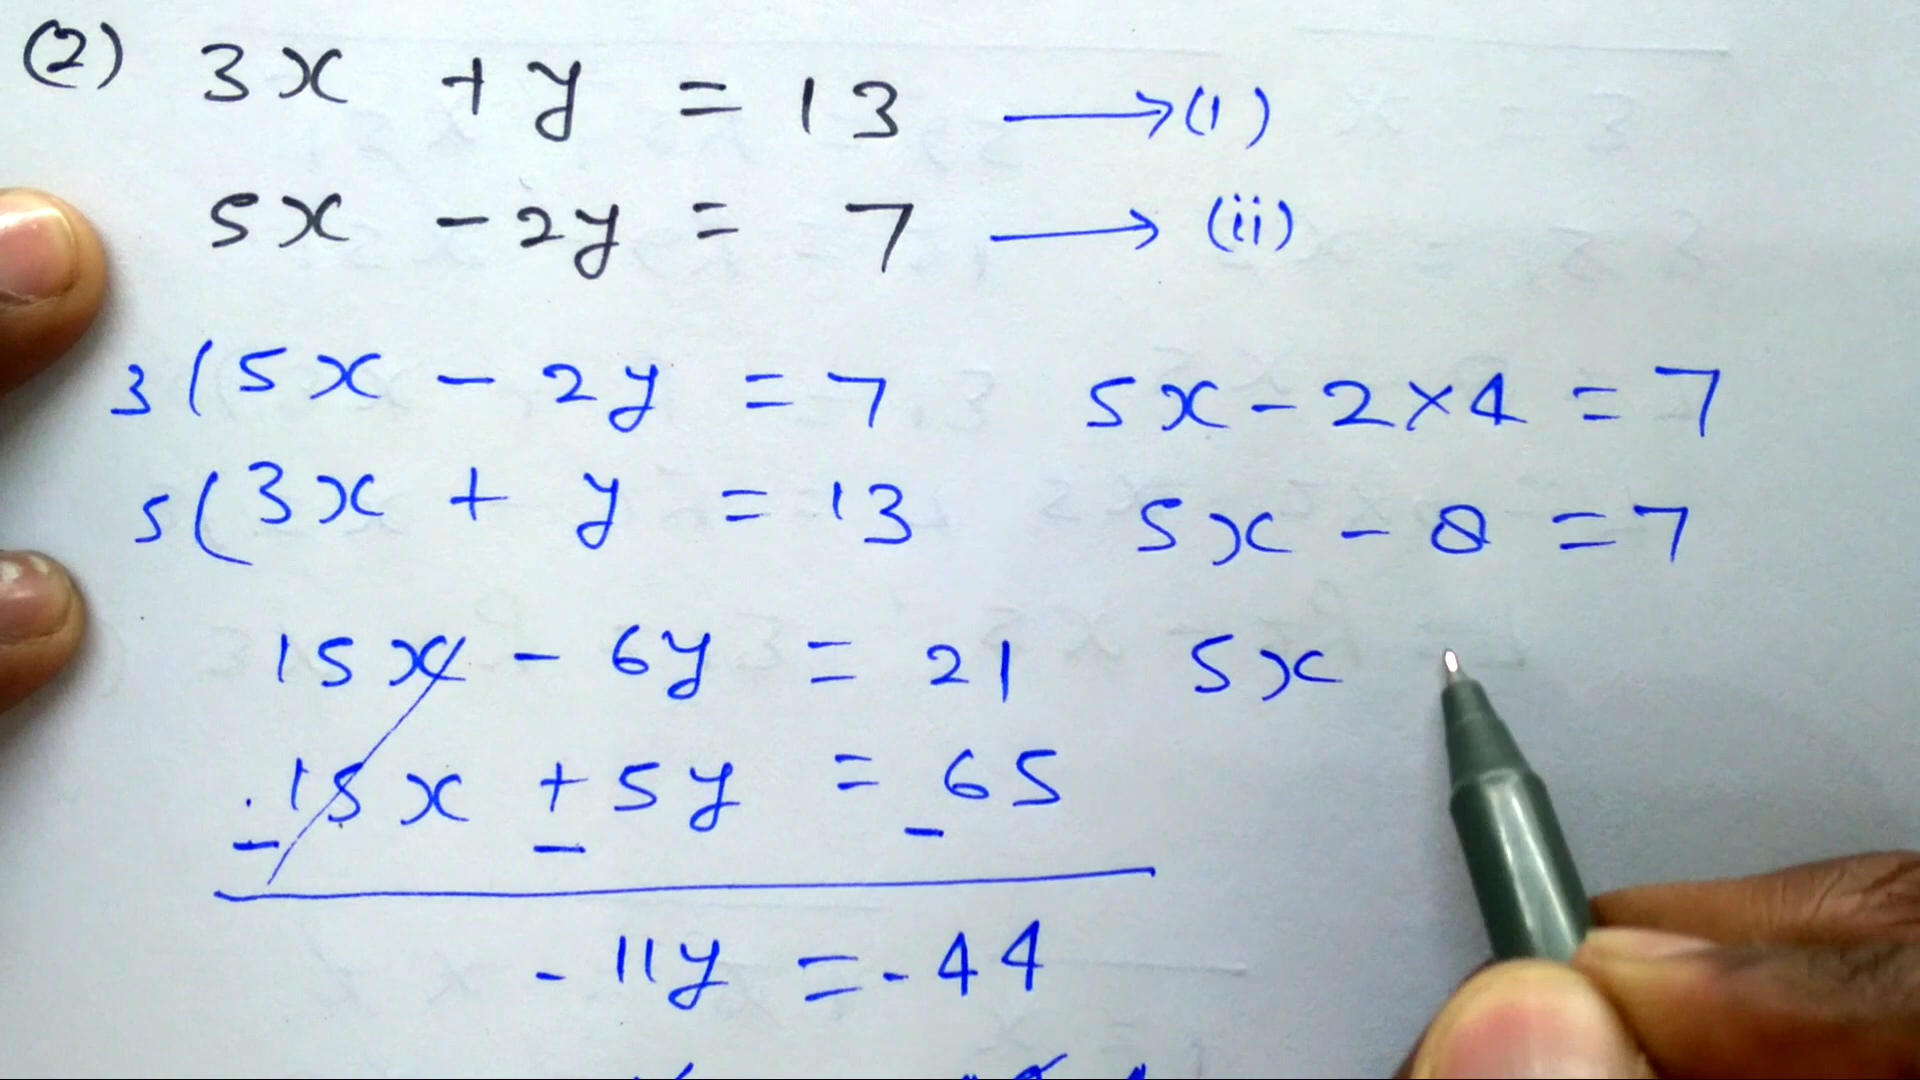 (2) 3x + y = 13 → (i)
5x - 2y = 7 → (ii)
3(5x - 2y = 7
5(3x + y = 13
15x - 6y = 21
15x + 5y = 65
- - -
-11y = -44
5x - 2×4 = 7
5x - 8 = 7
5x